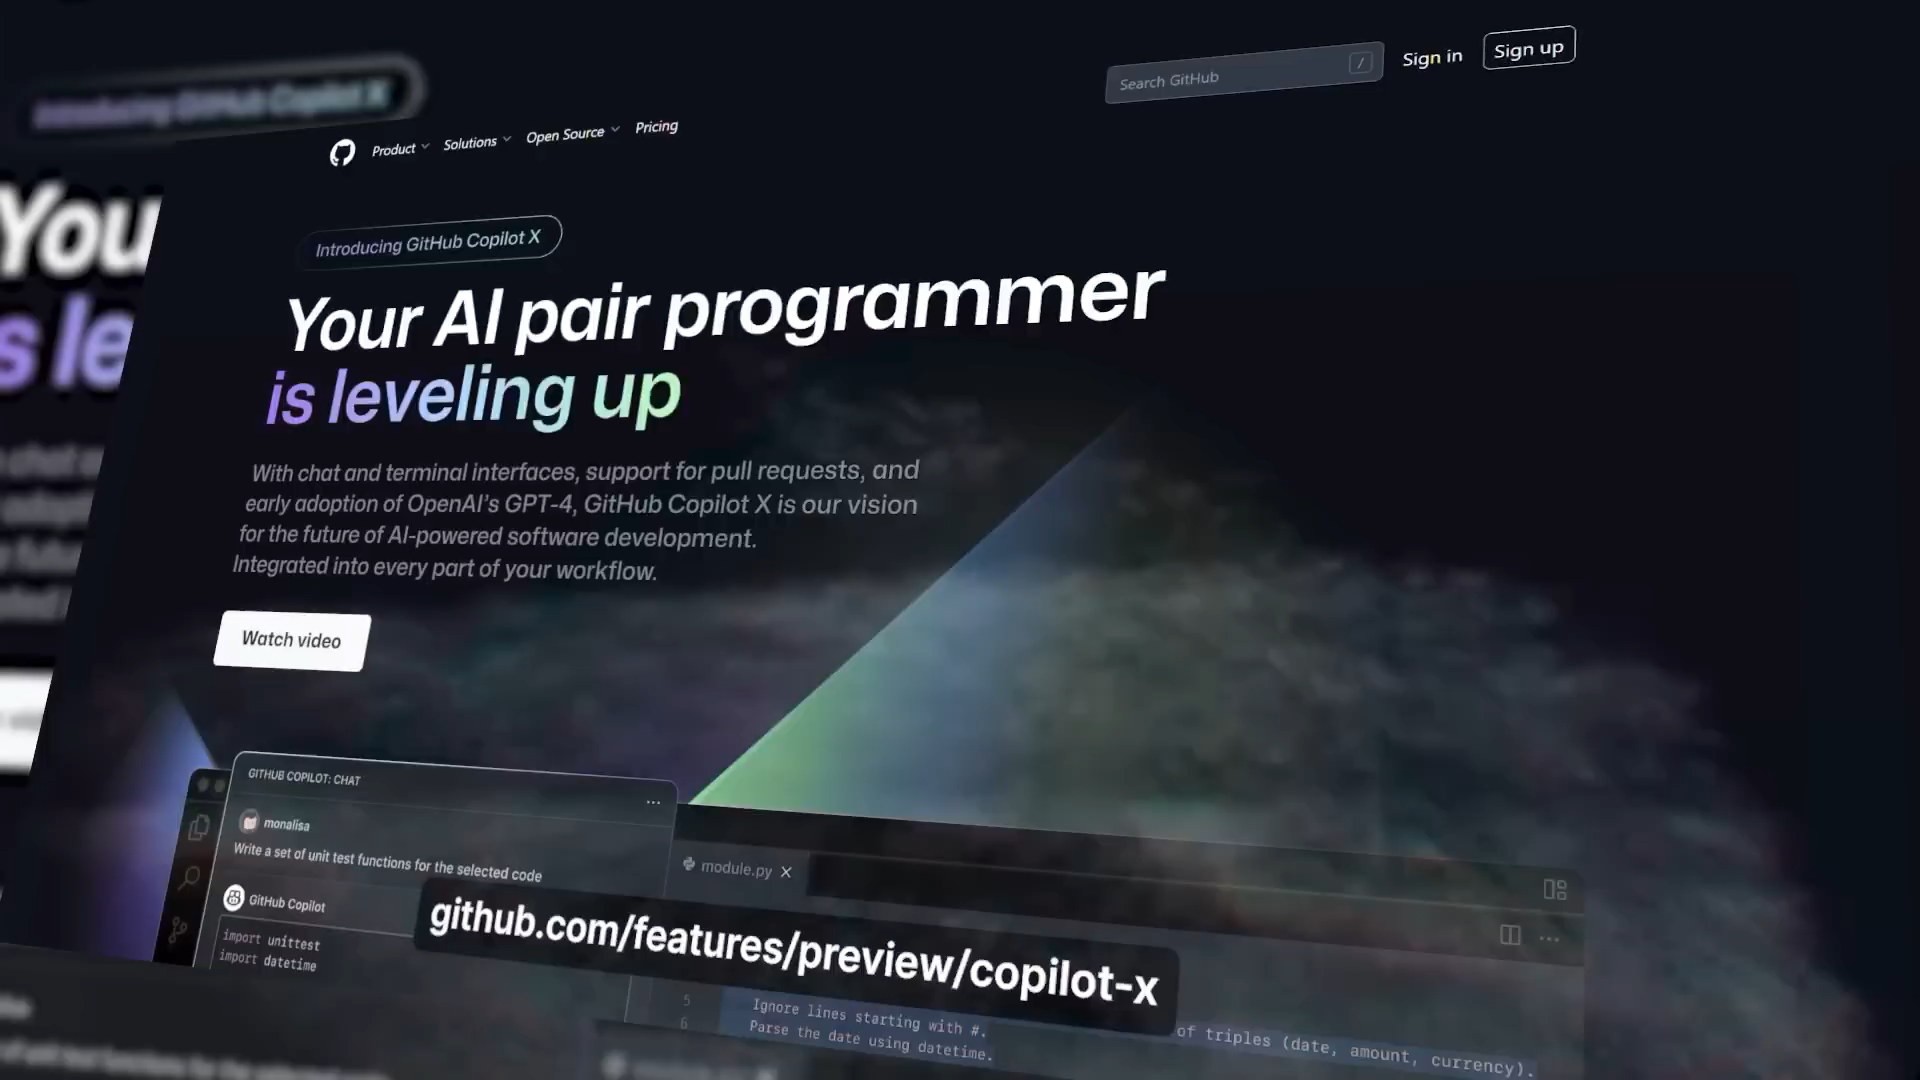 Introducing GitHub Copilot X
You
s le
Search GitHub
/
Sign in
Sign up
Product
Solutions
Open Source
Pricing
Introducing GitHub Copilot X
Your AI pair programmer
is leveling up
With chat and terminal interfaces, support for pull requests, and
early adoption of OpenAI's GPT-4, GitHub Copilot X is our vision
for the future of AI-powered software development.
Integrated into every part of your workflow.
Watch video
GITHUB COPILOT: CHAT
monalisa
Write a set of unit test functions for the selected code
GitHub Copilot
import unittest
import datetime
module.py
github.com/features/preview/copilot-x
5 Ignore lines starting with #.
6 Parse the date using datetime.
of triples (date, amount, currency).